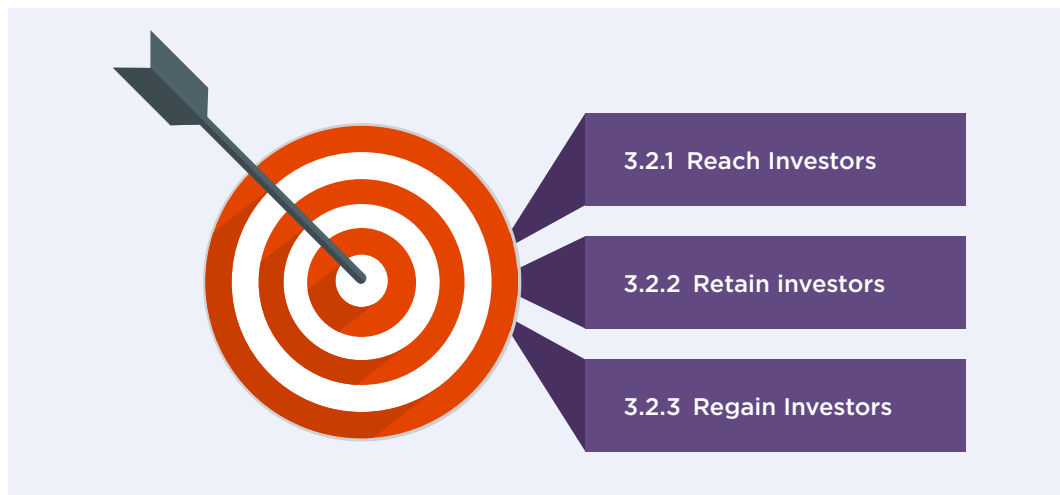 3.2.1 Reach Investors
3.2.2 Retain investors
3.2.3 Regain Investors